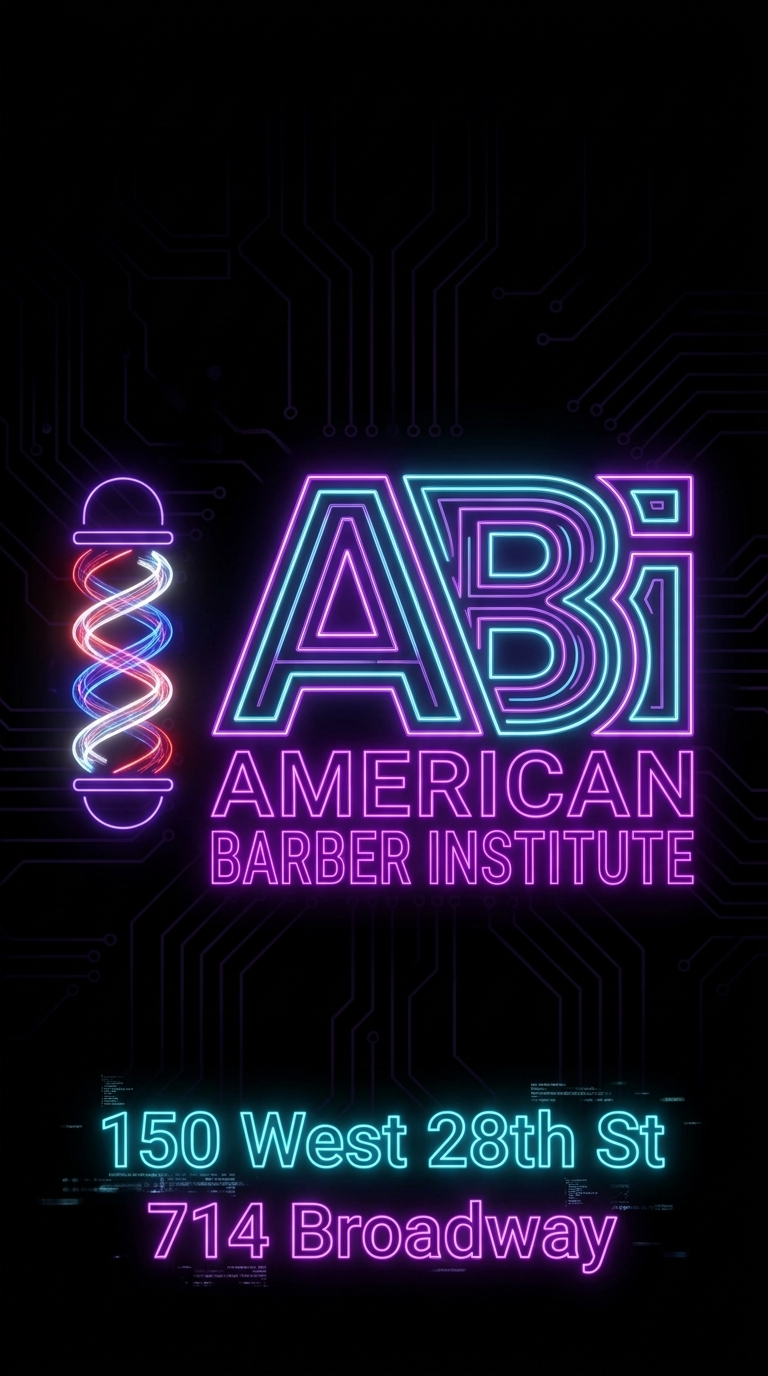 ABi
AMERICAN
BARBER INSTITUTE
150 West 28th St
714 Broadway